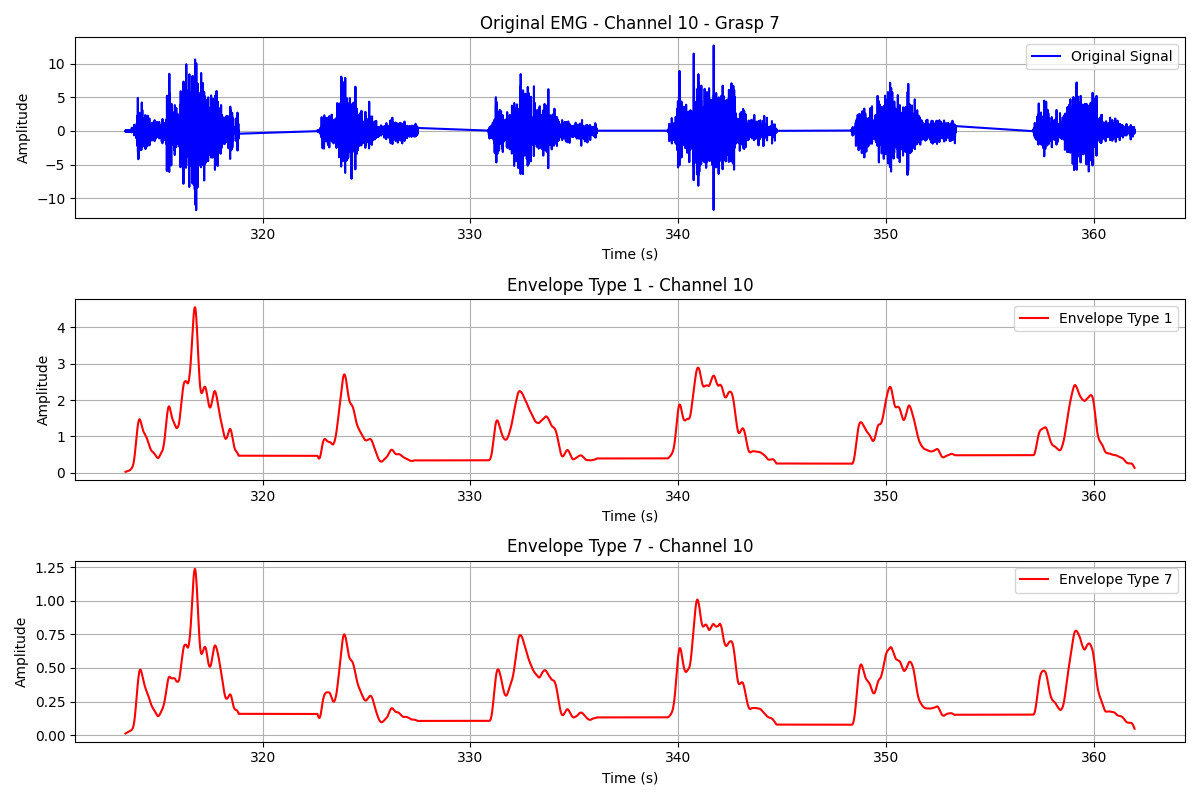 Original EMG - Channel 10 - Grasp 7
Original Signal
10
5
0
−5
−10
Amplitude
320 330 340 350 360
Time (s)
Envelope Type 1 - Channel 10
Envelope Type 1
4
3
2
1
0
Amplitude
320 330 340 350 360
Time (s)
Envelope Type 7 - Channel 10
Envelope Type 7
1.25
1.00
0.75
0.50
0.25
0.00
Amplitude
320 330 340 350 360
Time (s)